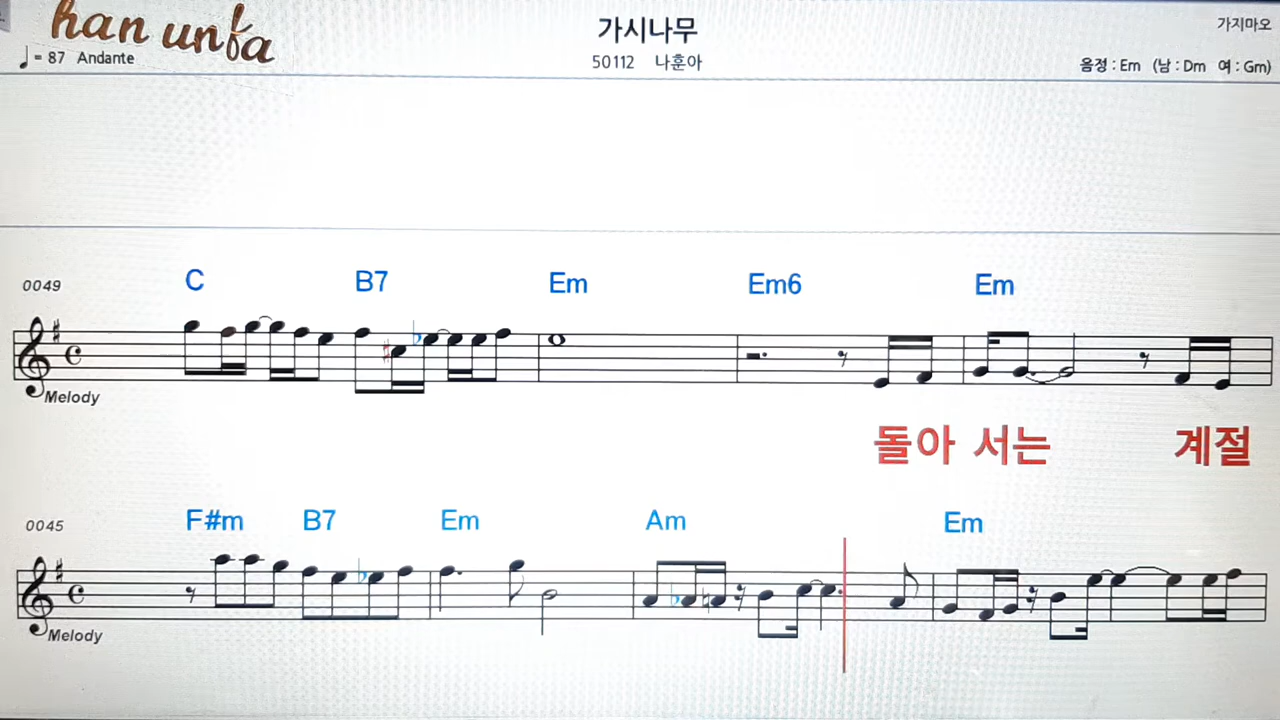 han unfa
가시나무
가지마오
♩= 87 Andante
50112 나훈아
음정 : Em (남 : Dm 여 : Gm)
0049 C B7 Em Em6 Em
Melody
돌아 서는 계절
0045 F#m B7 Em Am Em
Melody